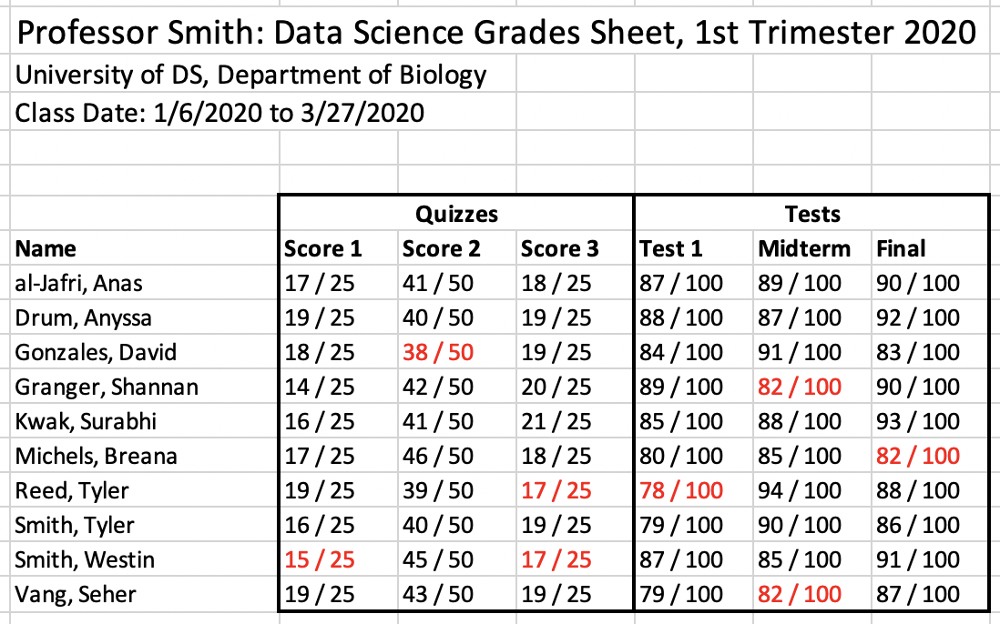 Professor Smith: Data Science Grades Sheet, 1st Trimester 2020
University of DS, Department of Biology
Class Date: 1/6/2020 to 3/27/2020
Quizzes Tests
Name Score 1 Score 2 Score 3 Test 1 Midterm Final
al-Jafri, Anas 17 / 25 41 / 50 18 / 25 87 / 100 89 / 100 90 / 100
Drum, Anyssa 19 / 25 40 / 50 19 / 25 88 / 100 87 / 100 92 / 100
Gonzales, David 18 / 25 38 / 50 19 / 25 84 / 100 91 / 100 83 / 100
Granger, Shannan 14 / 25 42 / 50 20 / 25 89 / 100 82 / 100 90 / 100
Kwak, Surabhi 16 / 25 41 / 50 21 / 25 85 / 100 88 / 100 93 / 100
Michels, Breana 17 / 25 46 / 50 18 / 25 80 / 100 85 / 100 82 / 100
Reed, Tyler 19 / 25 39 / 50 17 / 25 78 / 100 94 / 100 88 / 100
Smith, Tyler 16 / 25 40 / 50 19 / 25 79 / 100 90 / 100 86 / 100
Smith, Westin 15 / 25 45 / 50 17 / 25 87 / 100 85 / 100 91 / 100
Vang, Seher 19 / 25 43 / 50 19 / 25 79 / 100 82 / 100 87 / 100